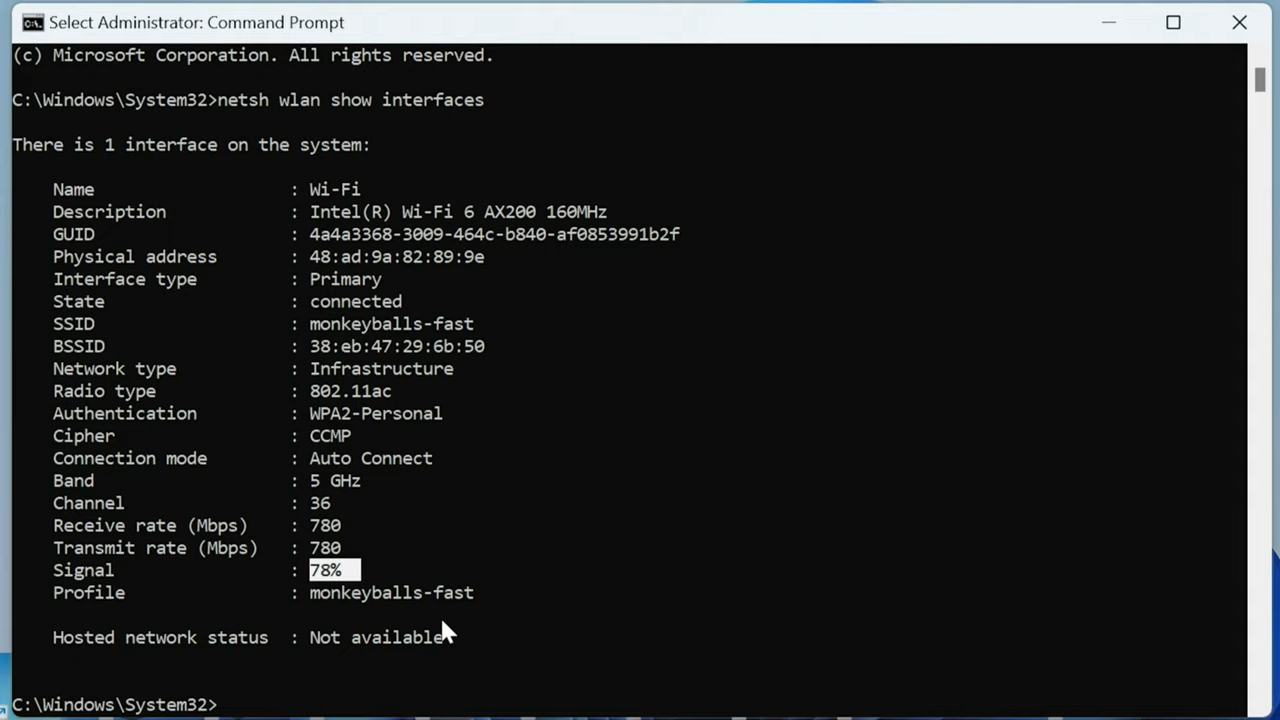 Select Administrator: Command Prompt
(c) Microsoft Corporation. All rights reserved.
C:\Windows\System32>netsh wlan show interfaces
There is 1 interface on the system:
Name : Wi-Fi
Description : Intel(R) Wi-Fi 6 AX200 160MHz
GUID : 4a4a3368-3009-464c-b840-af0853991b2f
Physical address : 48:ad:9a:82:89:9e
Interface type : Primary
State : connected
SSID : monkeyballs-fast
BSSID : 38:eb:47:29:6b:50
Network type : Infrastructure
Radio type : 802.11ac
Authentication : WPA2-Personal
Cipher : CCMP
Connection mode : Auto Connect
Band : 5 GHz
Channel : 36
Receive rate (Mbps) : 780
Transmit rate (Mbps) : 780
Signal : 78%
Profile : monkeyballs-fast
Hosted network status : Not available
C:\Windows\System32>